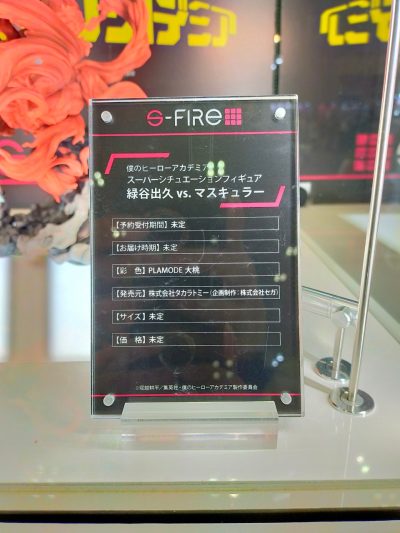 S-FIRE
僕のヒーローアカデミア
スーパーシチュエーションフィギュア
緑谷出久 vs. マスキュラー
【予約受付期間】未定
【お届け時期】未定
【彩　色】PLAMODE 大桃
【発売元】株式会社タカラトミー（企画制作：株式会社セガ）
【サイズ】未定
【価　格】未定
©堀越耕平／集英社・僕のヒーローアカデミア製作委員会